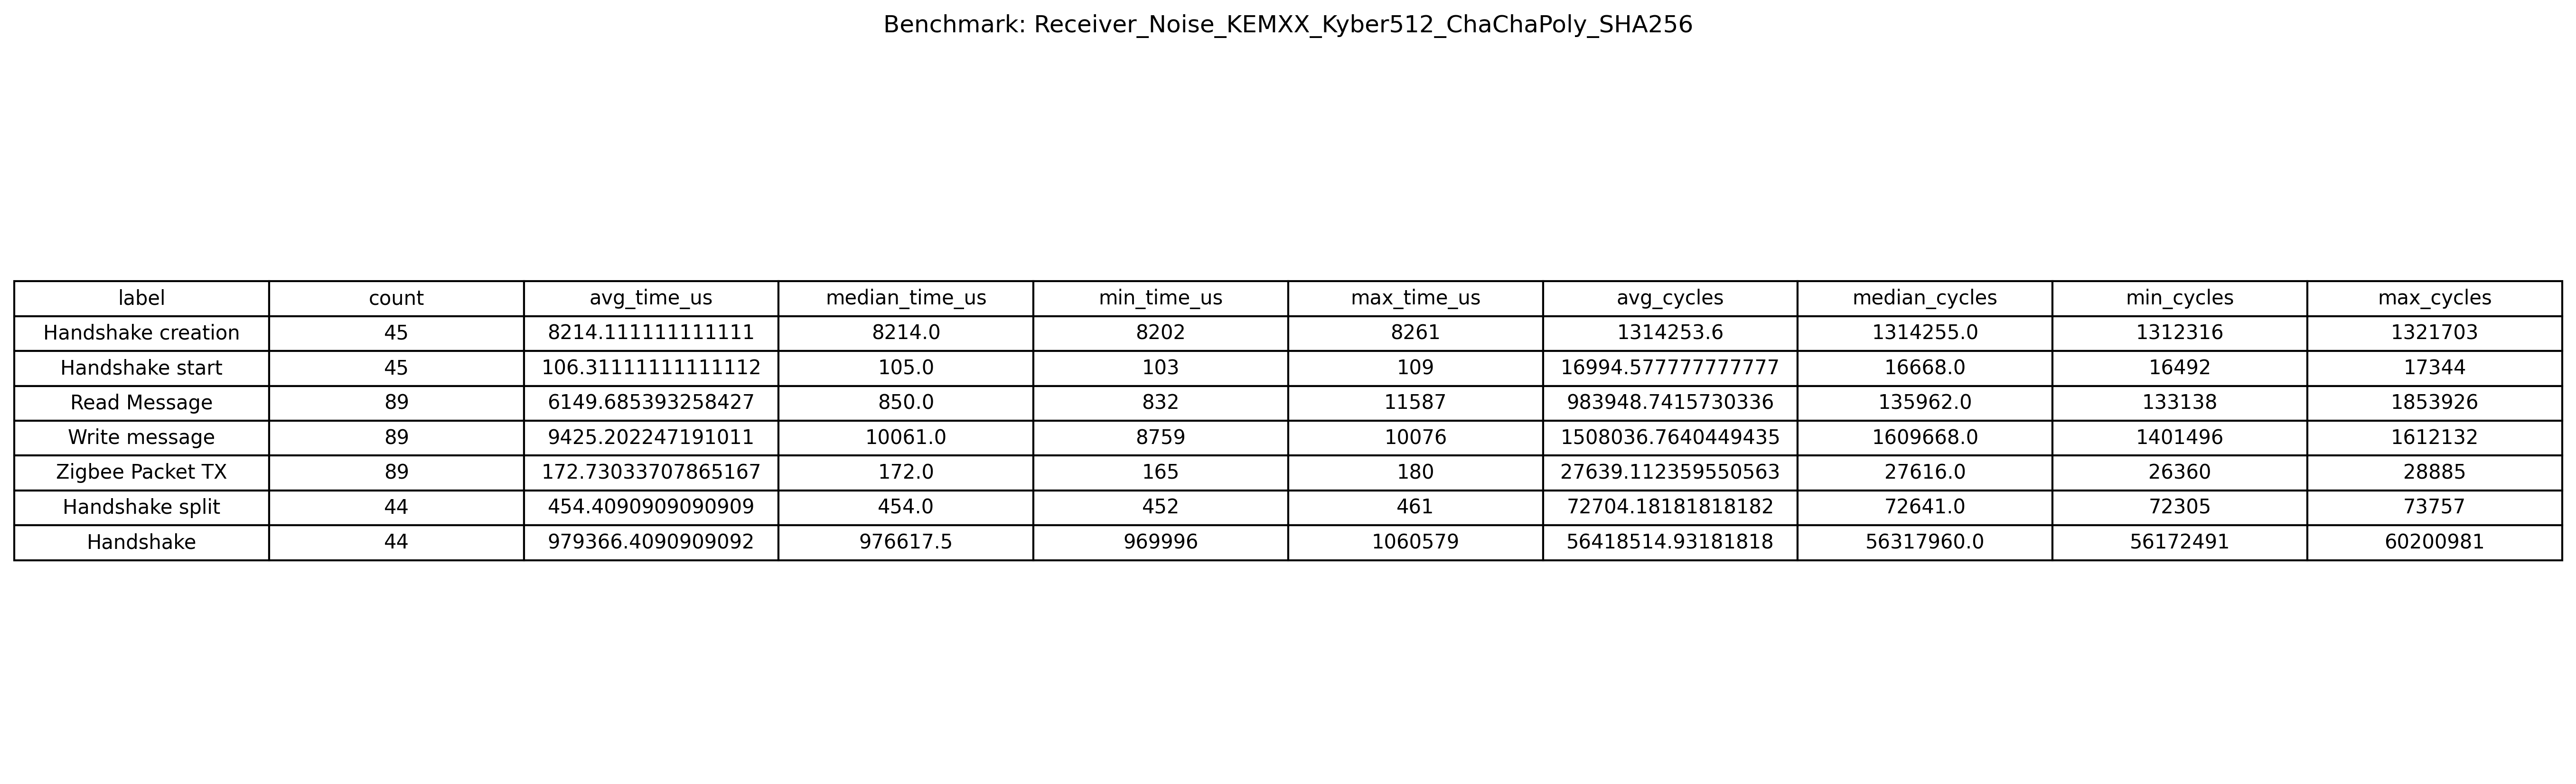 Benchmark: Receiver_Noise_KEMXX_Kyber512_ChaChaPoly_SHA256
label count avg_time_us median_time_us min_time_us max_time_us avg_cycles median_cycles min_cycles max_cycles
Handshake creation 45 8214.111111111111 8214.0 8202 8261 1314253.6 1314255.0 1312316 1321703
Handshake start 45 106.31111111111112 105.0 103 109 16994.577777777777 16668.0 16492 17344
Read Message 89 6149.685393258427 850.0 832 11587 983948.7415730336 135962.0 133138 1853926
Write message 89 9425.202247191011 10061.0 8759 10076 1508036.7640449435 1609668.0 1401496 1612132
Zigbee Packet TX 89 172.73033707865167 172.0 165 180 27639.112359550563 27616.0 26360 28885
Handshake split 44 454.4090909090909 454.0 452 461 72704.18181818182 72641.0 72305 73757
Handshake 44 979366.4090909092 976617.5 969996 1060579 56418514.93181818 56317960.0 56172491 60200981